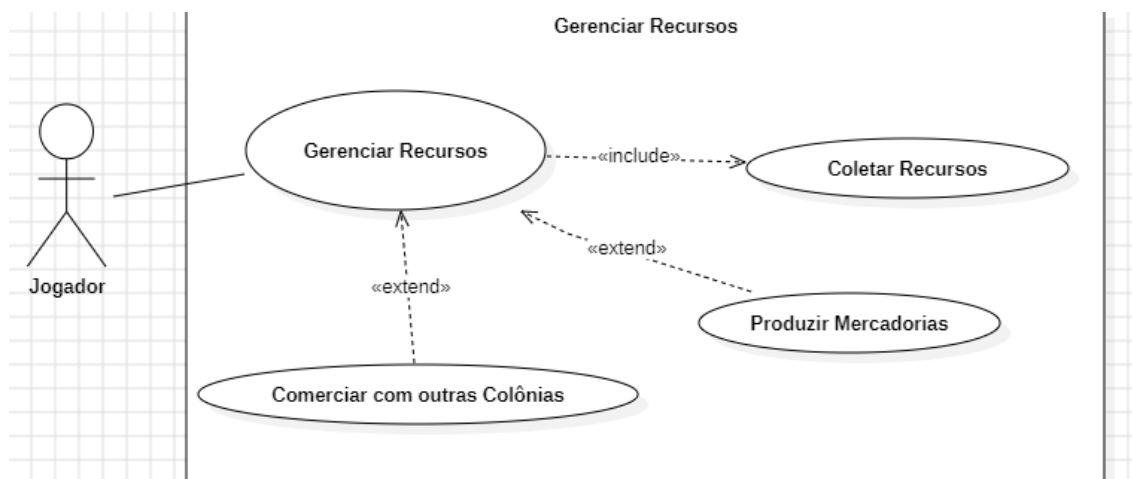 Gerenciar Recursos
Gerenciar Recursos
«include»
Coletar Recursos
«extend»
Jogador
«extend»
Produzir Mercadorias
Comerciar com outras Colônias